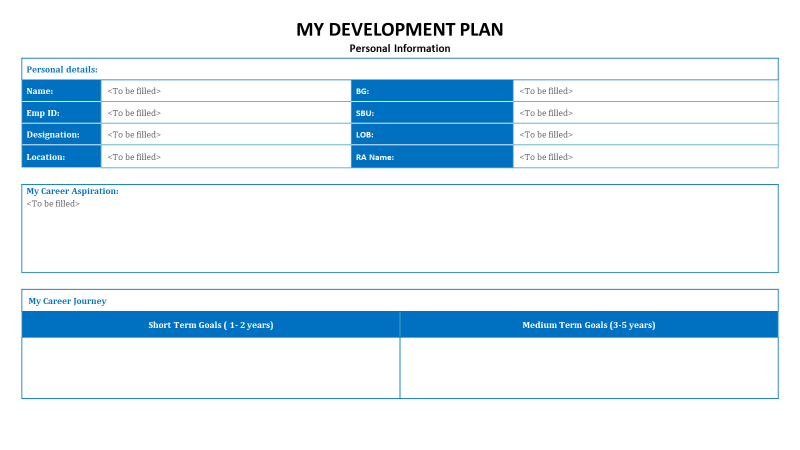 MY DEVELOPMENT PLAN
Personal Information
Personal details:
Name: <To be filled> BG: <To be filled>
Emp ID: <To be filled> SBU: <To be filled>
Designation: <To be filled> LOB: <To be filled>
Location: <To be filled> RA Name: <To be filled>
My Career Aspiration:
<To be filled>
My Career Journey
Short Term Goals ( 1- 2 years) Medium Term Goals (3-5 years)